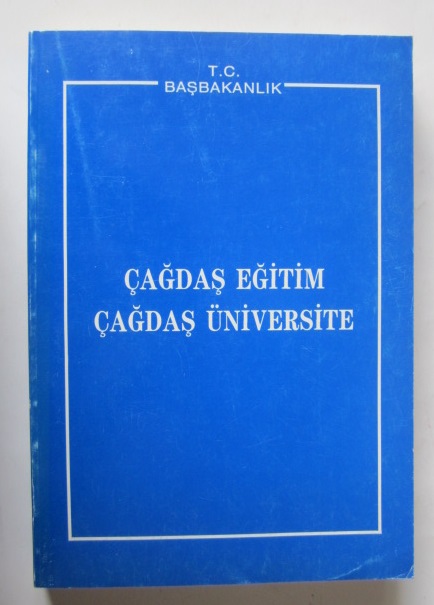 T.C.
BAŞBAKANLIK
ÇAĞDAŞ EĞİTİM
ÇAĞDAŞ ÜNİVERSİTE